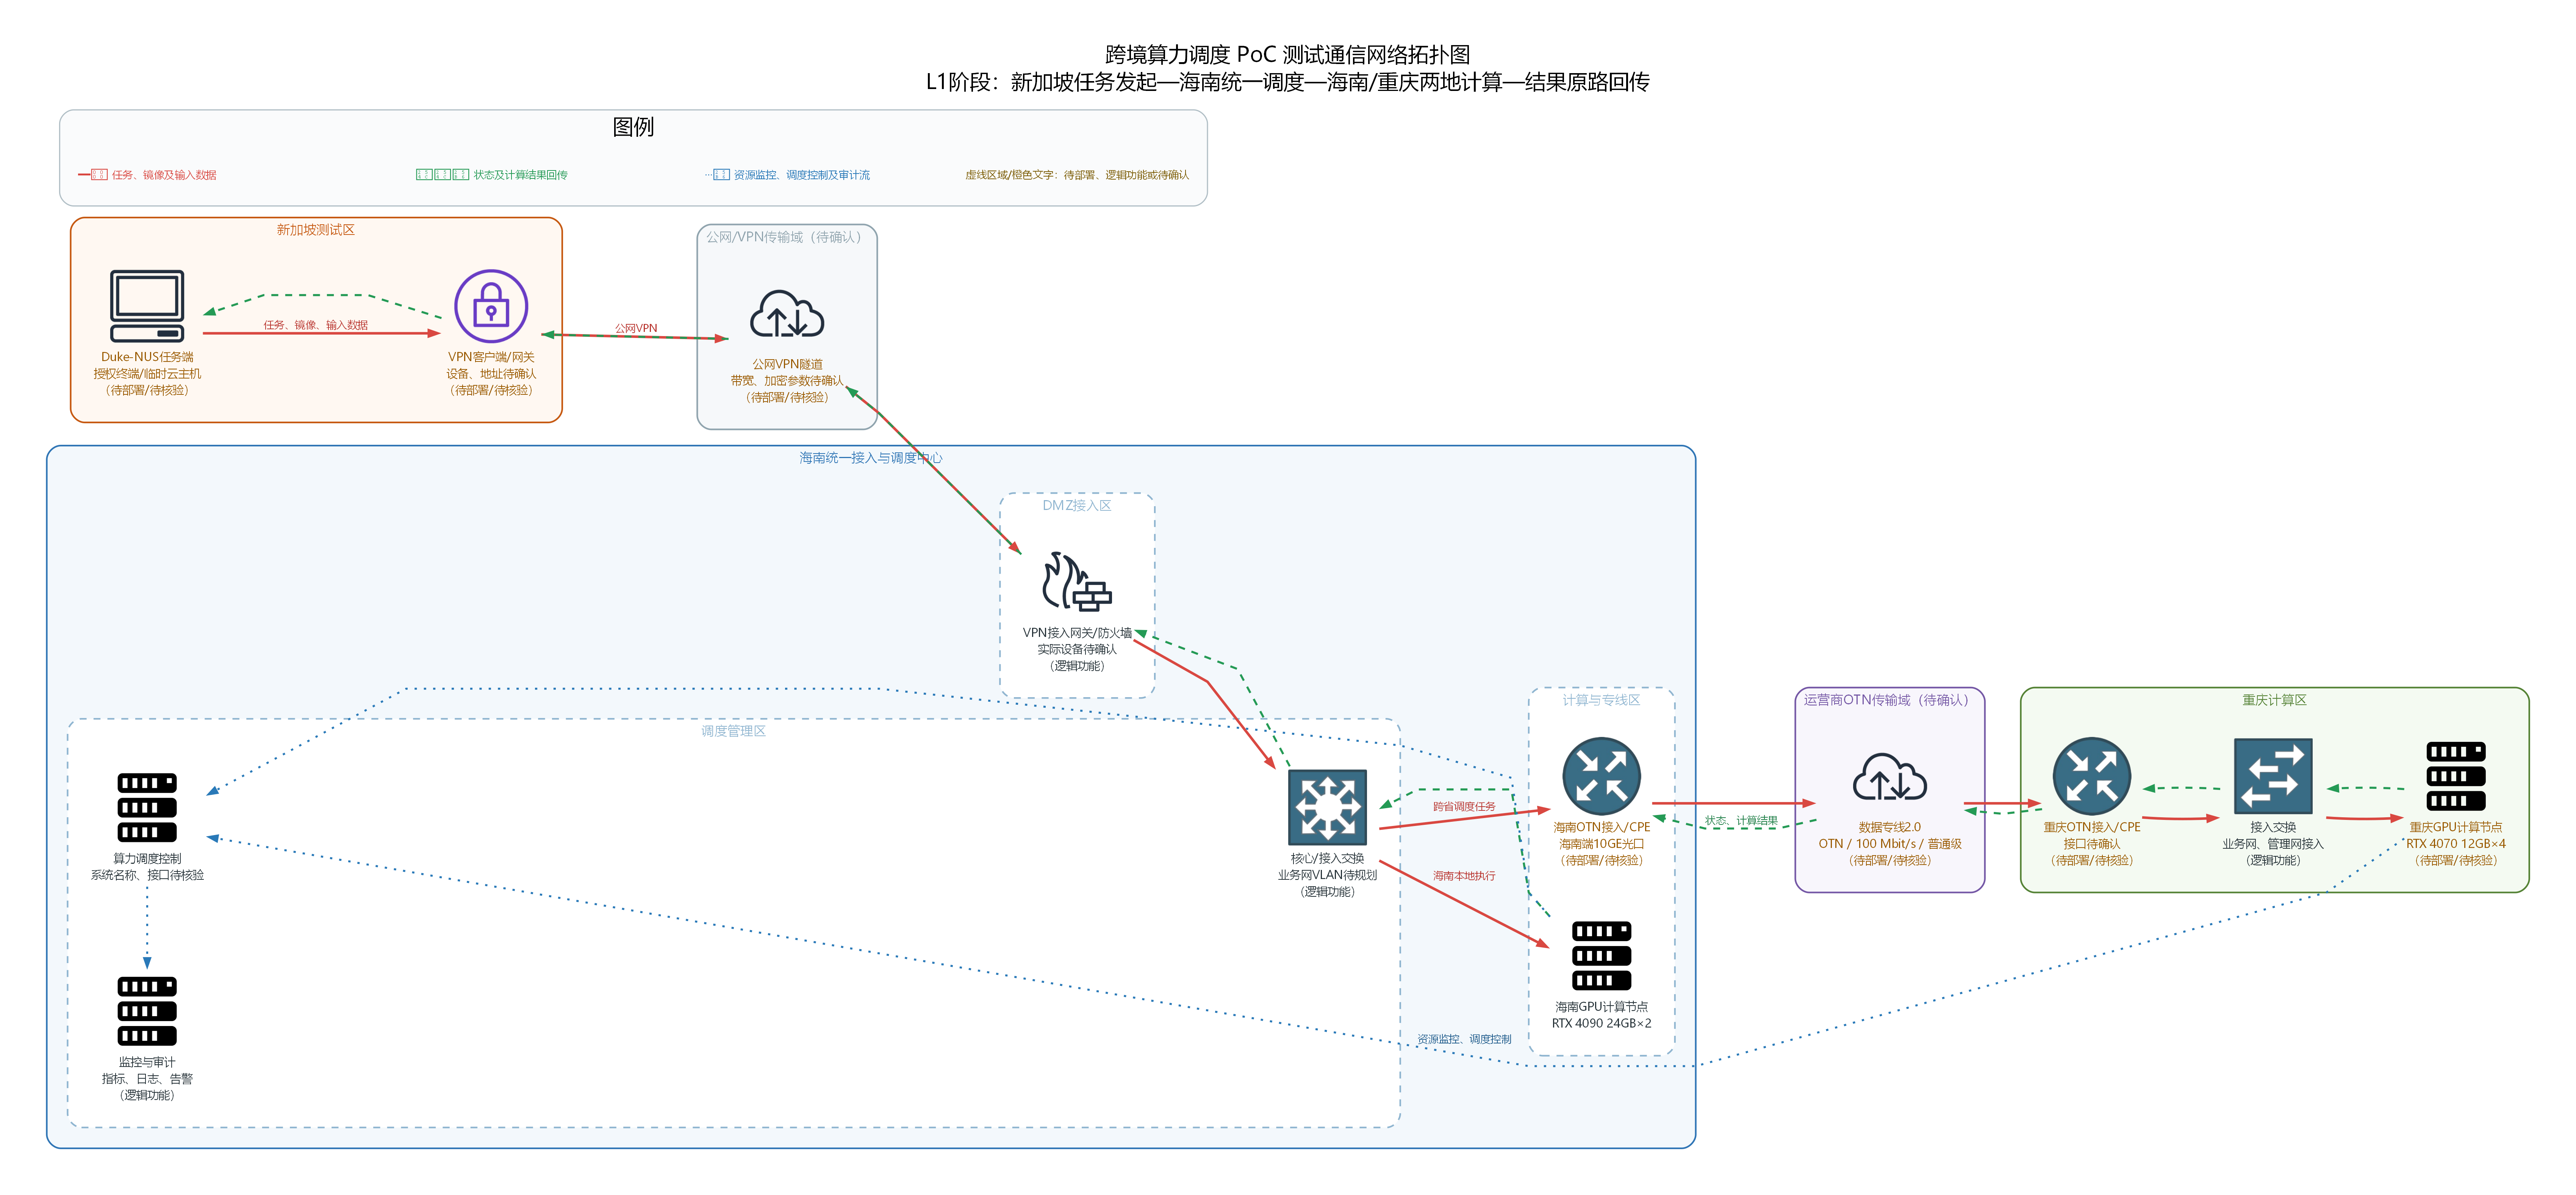 跨境算力调度 PoC 测试通信网络拓扑图
L1阶段：新加坡任务发起—海南统一调度—海南/重庆两地计算—结果原路回传
图例
任务、镜像及输入数据
状态及计算结果回传
资源监控、调度控制及审计流
虚线区域/橙色文字：待部署、逻辑功能或待确认
新加坡测试区
任务、镜像、输入数据
Duke-NUS任务端
授权终端/临时云主机
（待部署/待核验）
VPN客户端/网关
设备、地址待确认
（待部署/待核验）
公网VPN
公网/VPN传输域（待确认）
公网VPN隧道
带宽、加密参数待确认
（待部署/待核验）
海南统一接入与调度中心
DMZ接入区
VPN接入网关/防火墙
实际设备待确认
（逻辑功能）
调度管理区
算力调度控制
系统名称、接口待核验
监控与审计
指标、日志、告警
（逻辑功能）
核心/接入交换
业务网VLAN待规划
（逻辑功能）
跨省调度任务
海南本地执行
资源监控、调度控制
计算与专线区
海南OTN接入/CPE
海南端10GE光口
（待部署/待核验）
海南GPU计算节点
RTX 4090 24GB×2
状态、计算结果
运营商OTN传输域（待确认）
数据专线2.0
OTN / 100 Mbit/s / 普通级
（待部署/待核验）
重庆计算区
重庆OTN接入/CPE
接口待确认
（待部署/待核验）
接入交换
业务网、管理网接入
（逻辑功能）
重庆GPU计算节点
RTX 4070 12GB×4
（待部署/待核验）